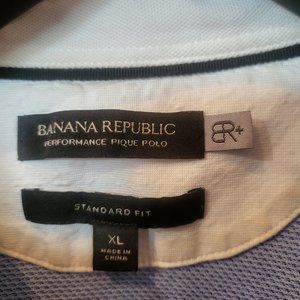 BANANA REPUBLIC
PERFORMANCE PIQUE POLO
BR+
STANDARD FIT
XL
MADE IN
CHINA